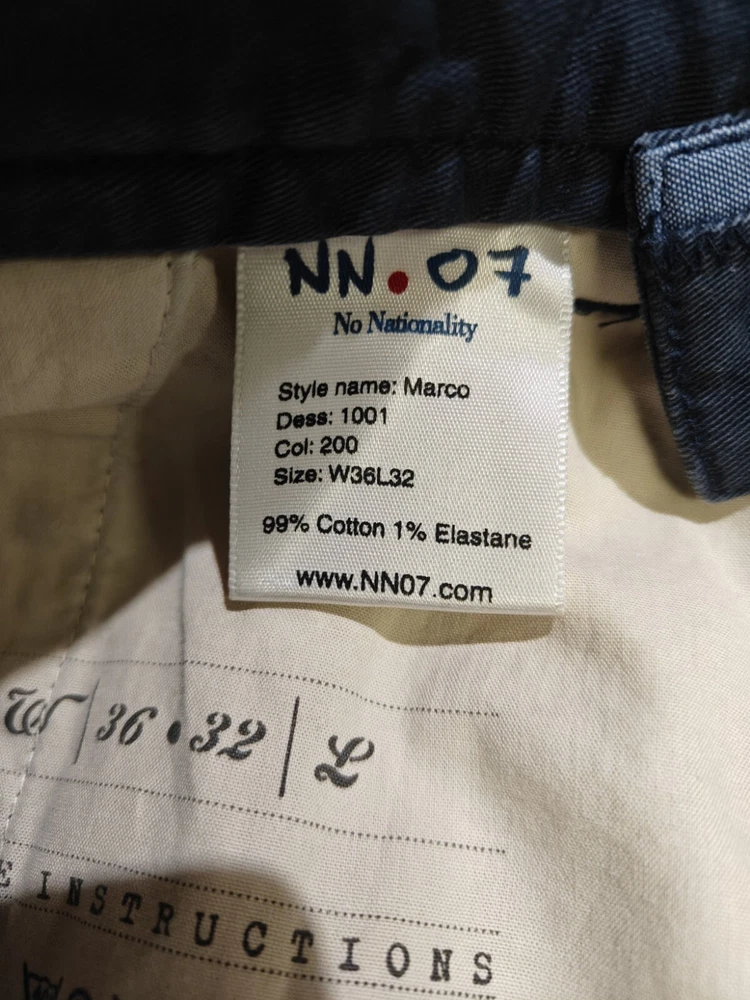 NN.07
No Nationality
Style name: Marco
Dess: 1001
Col: 200
Size: W36L32
99% Cotton 1% Elastane
www.NN07.com
W | 36 • 32 | L
E INSTRUCTIONS